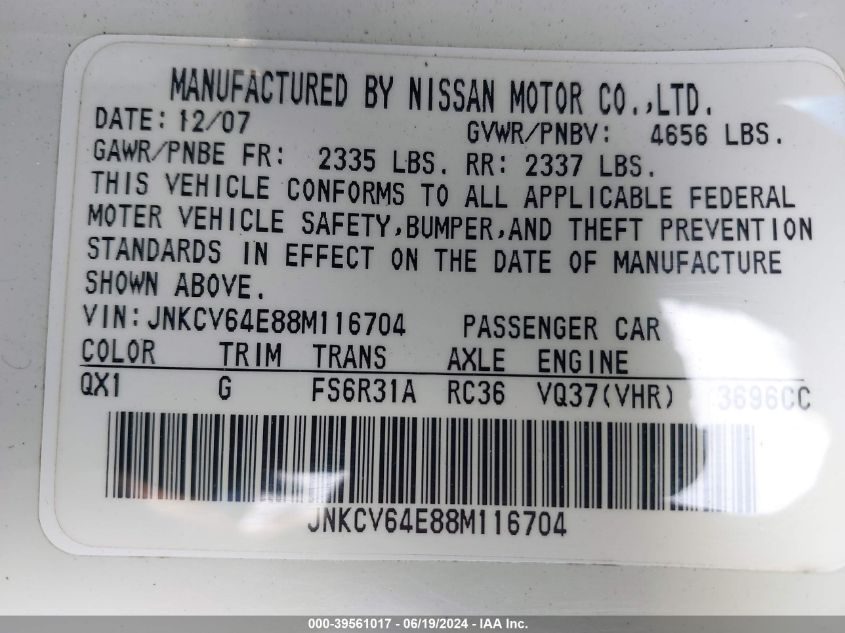 MANUFACTURED BY NISSAN MOTOR CO.,LTD.
DATE: 12/07 GVWR/PNBV: 4656 LBS.
GAWR/PNBE FR: 2335 LBS. RR: 2337 LBS.
THIS VEHICLE CONFORMS TO ALL APPLICABLE FEDERAL
MOTER VEHICLE SAFETY,BUMPER,AND THEFT PREVENTION
STANDARDS IN EFFECT ON THE DATE OF MANUFACTURE
SHOWN ABOVE.
VIN: JNKCV64E88M116704 PASSENGER CAR
COLOR TRIM TRANS AXLE ENGINE
QX1 G FS6R31A RC36 VQ37(VHR) 3696CC
JNKCV64E88M116704
000-39561017 - 06/19/2024 - IAA Inc.